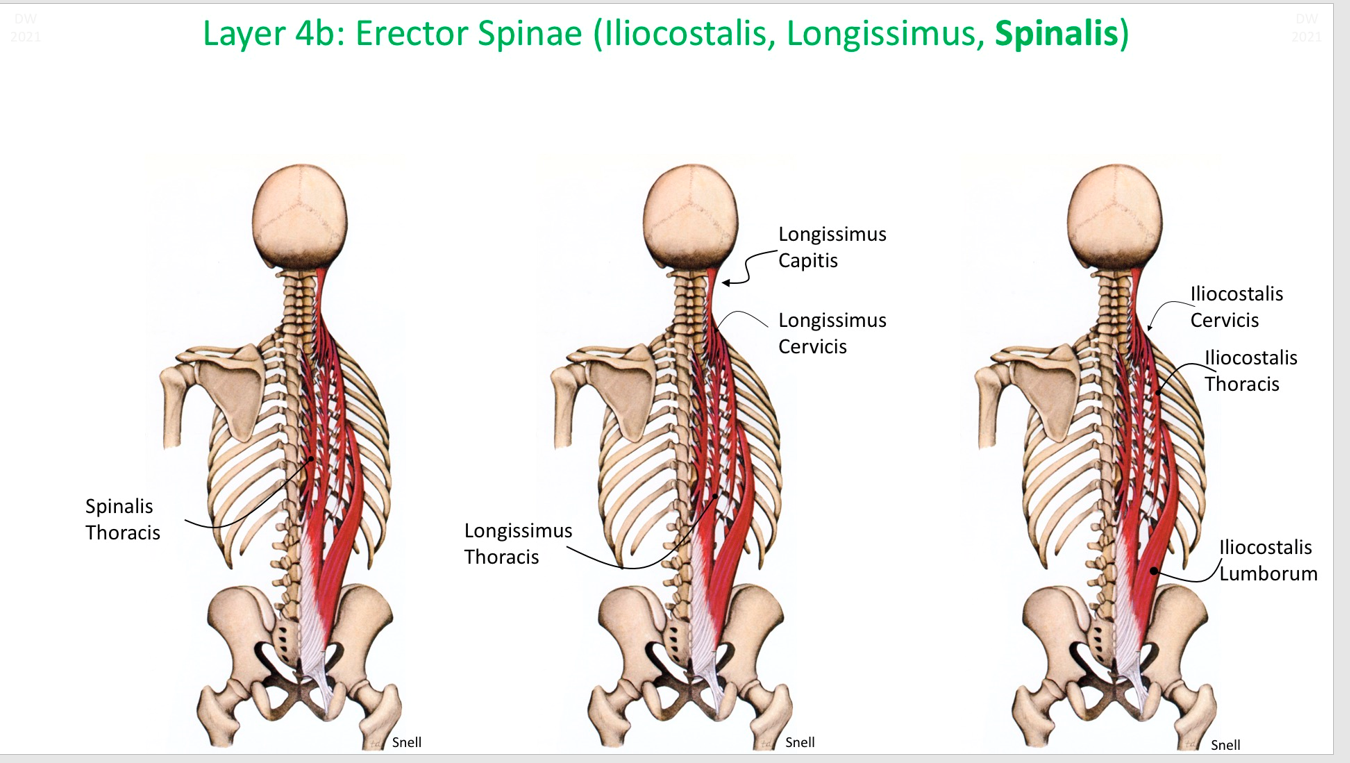 DW
2021
DW
2021
Layer 4b: Erector Spinae (Iliocostalis, Longissimus, Spinalis)
Spinalis
Thoracis
Snell
Longissimus
Capitis
Longissimus
Cervicis
Longissimus
Thoracis
Snell
Iliocostalis
Cervicis
Iliocostalis
Thoracis
Iliocostalis
Lumborum
Snell